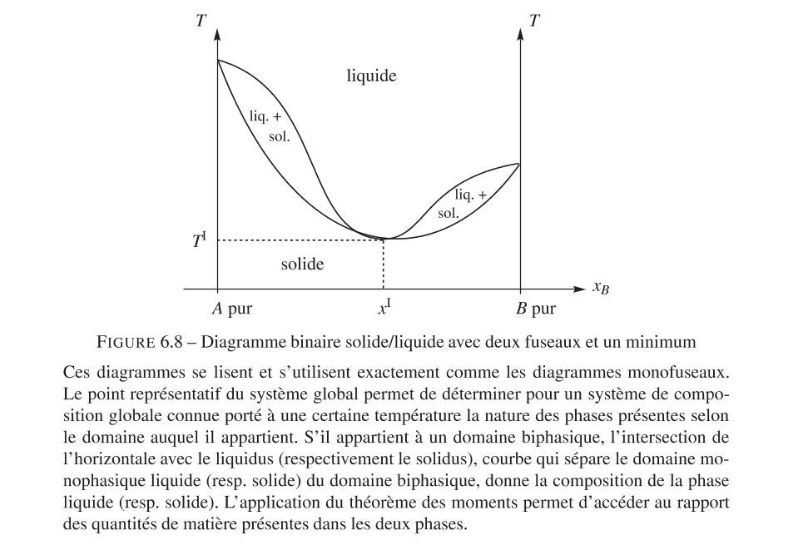 T
T
liquide
liq. +
sol.
liq. +
sol.
T^I
solide
x_B
A pur
x^I
B pur
FIGURE 6.8 – Diagramme binaire solide/liquide avec deux fuseaux et un minimum
Ces diagrammes se lisent et s’utilisent exactement comme les diagrammes monofuseaux.
Le point représentatif du système global permet de déterminer pour un système de compo-
sition globale connue porté à une certaine température la nature des phases présentes selon
le domaine auquel il appartient. S’il appartient à un domaine biphasique, l’intersection de
l’horizontale avec le liquidus (respectivement le solidus), courbe qui sépare le domaine mo-
nophasique liquide (resp. solide) du domaine biphasique, donne la composition de la phase
liquide (resp. solide). L’application du théorème des moments permet d’accéder au rapport
des quantités de matière présentes dans les deux phases.